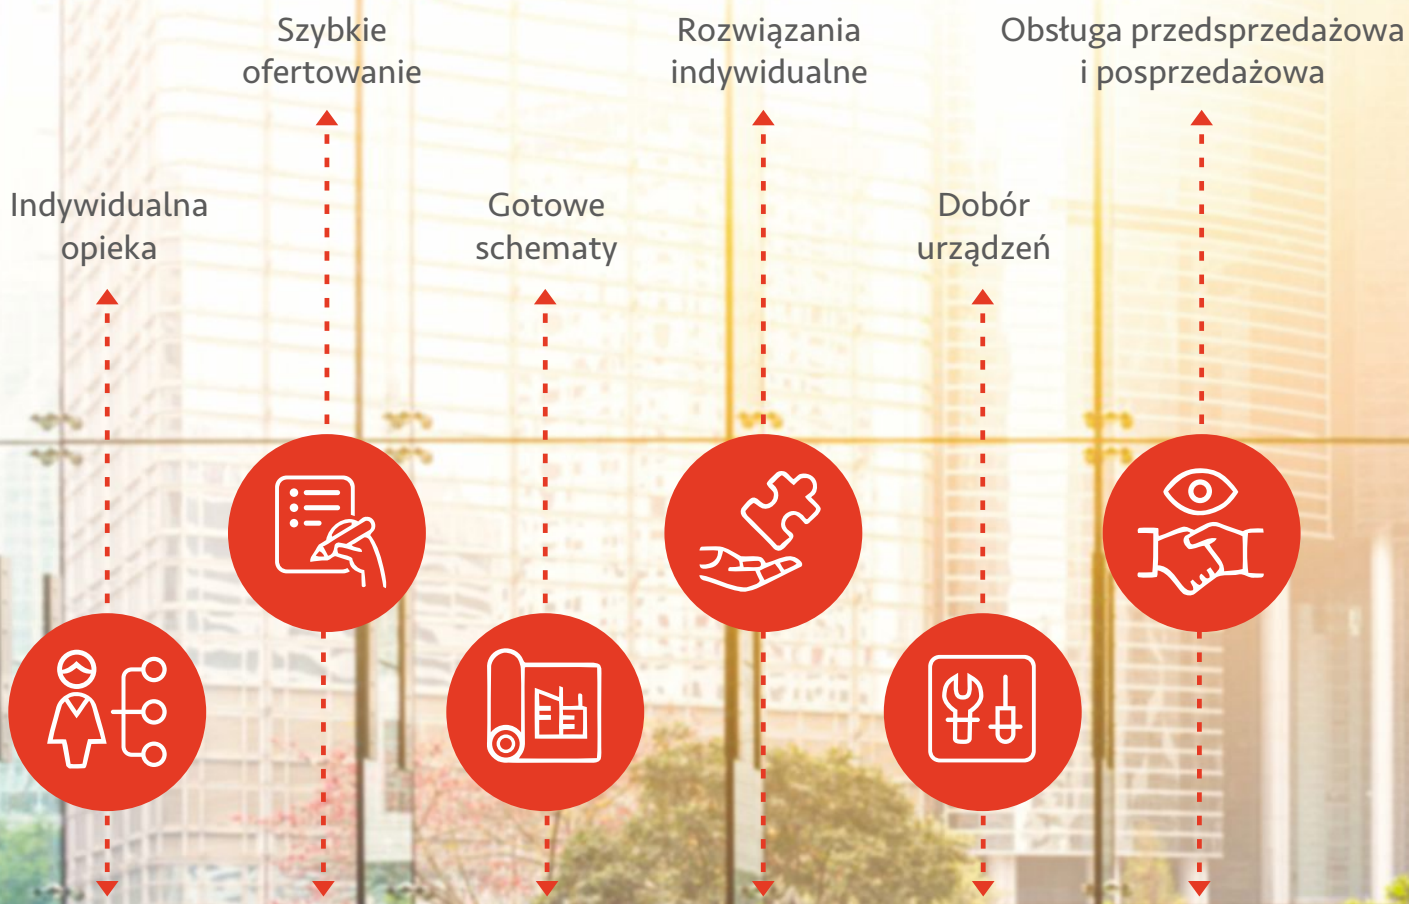 Szybkie
ofertowanie
Rozwiązania
indywidualne
Obsługa przedsprzedażowa
i posprzedażowa
Indywidualna
opieka
Gotowe
schematy
Dobór
urządzeń